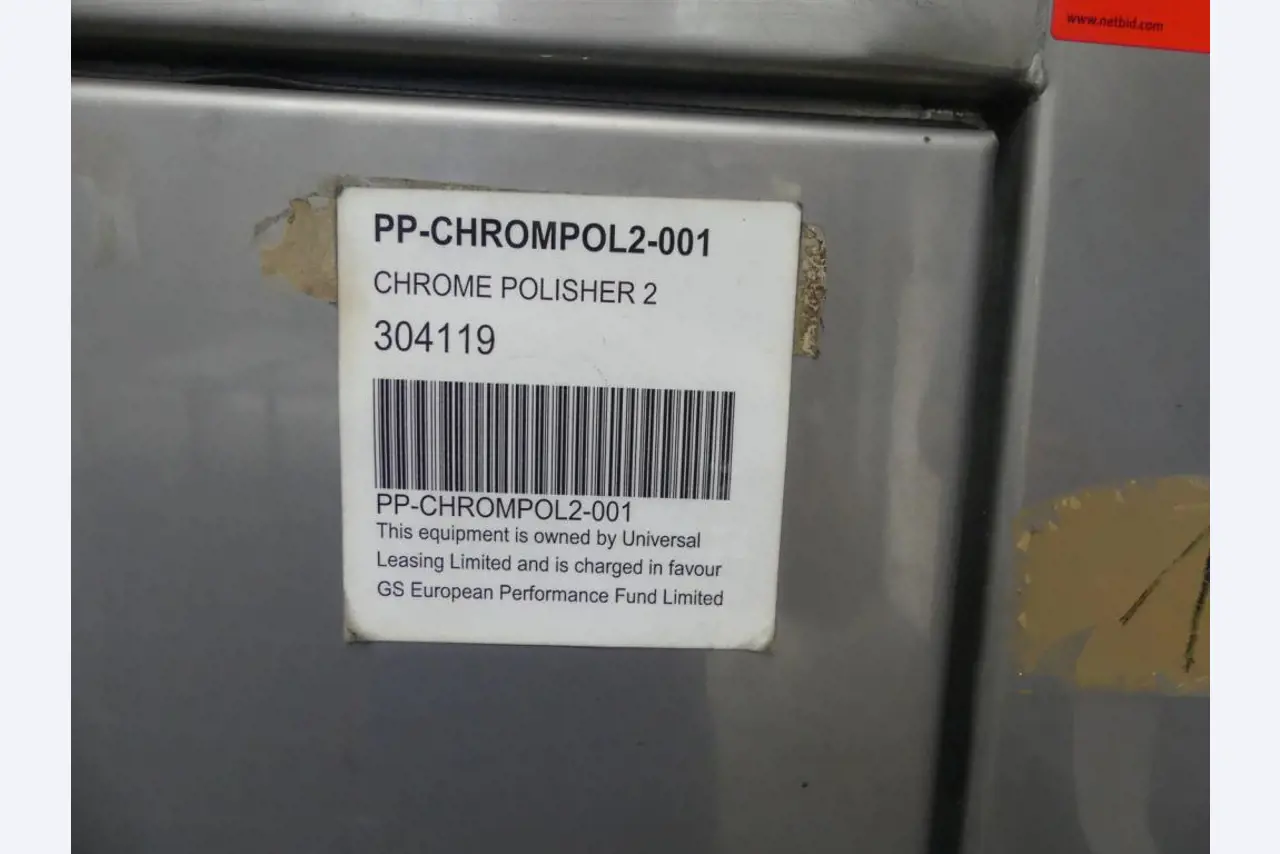 www.netbid.com
PP-CHROMPOL2-001
CHROME POLISHER 2
304119
PP-CHROMPOL2-001
This equipment is owned by Universal
Leasing Limited and is charged in favour
GS European Performance Fund Limited